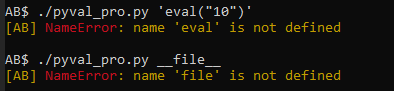 AB$ ./pyval_pro.py 'eval("10")'
[AB] NameError: name 'eval' is not defined
AB$ ./pyval_pro.py __file__
[AB] NameError: name 'file' is not defined